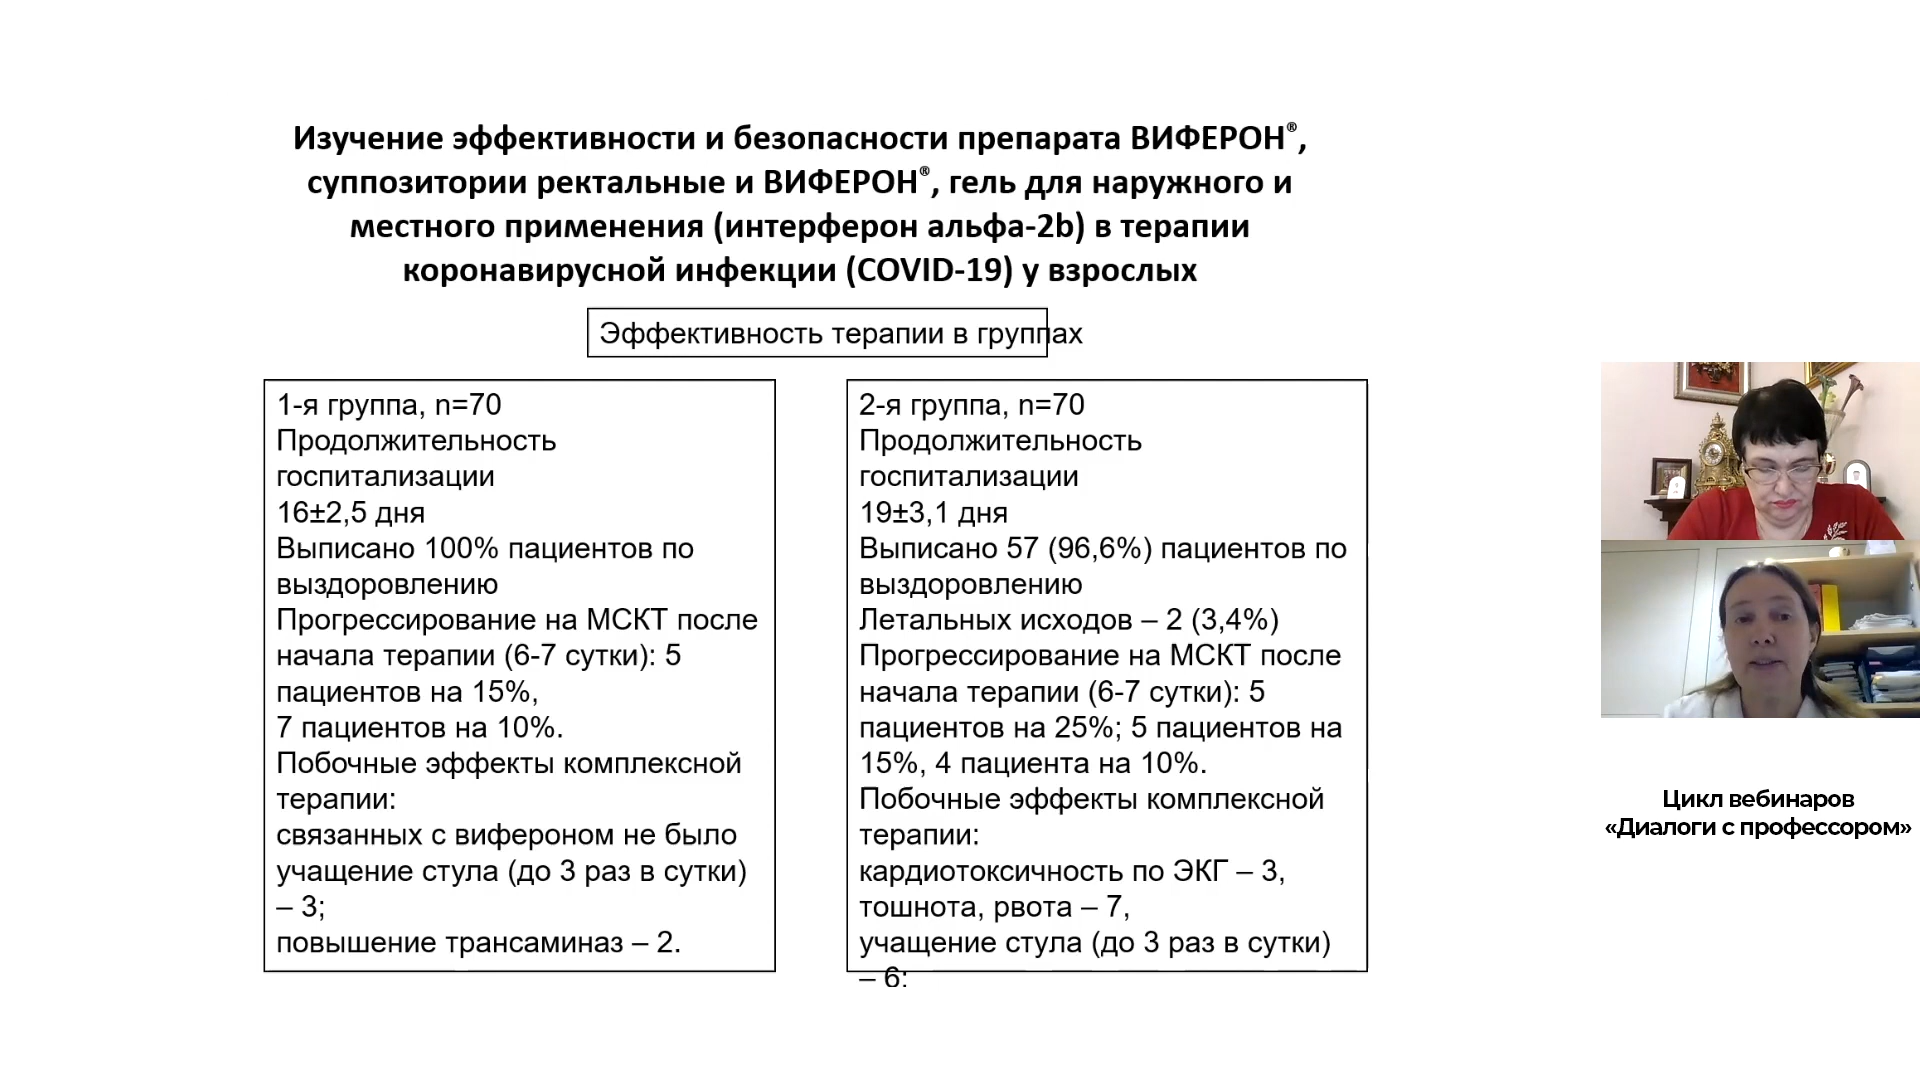 Изучение эффективности и безопасности препарата ВИФЕРОН®,
суппозитории ректальные и ВИФЕРОН®, гель для наружного и
местного применения (интерферон альфа-2b) в терапии
коронавирусной инфекции (COVID-19) у взрослых
Эффективность терапии в группах
1-я группа, n=70
Продолжительность
госпитализации
16±2,5 дня
Выписано 100% пациентов по
выздоровлению
Прогрессирование на МСКТ после
начала терапии (6-7 сутки): 5
пациентов на 15%,
7 пациентов на 10%.
Побочные эффекты комплексной
терапии:
связанных с вифероном не было
учащение стула (до 3 раз в сутки)
– 3;
повышение трансаминаз – 2.
2-я группа, n=70
Продолжительность
госпитализации
19±3,1 дня
Выписано 57 (96,6%) пациентов по
выздоровлению
Летальных исходов – 2 (3,4%)
Прогрессирование на МСКТ после
начала терапии (6-7 сутки): 5
пациентов на 25%; 5 пациентов на
15%, 4 пациента на 10%.
Побочные эффекты комплексной
терапии:
кардиотоксичность по ЭКГ – 3,
тошнота, рвота – 7,
учащение стула (до 3 раз в сутки)
– 6;
Цикл вебинаров
«Диалоги с профессором»